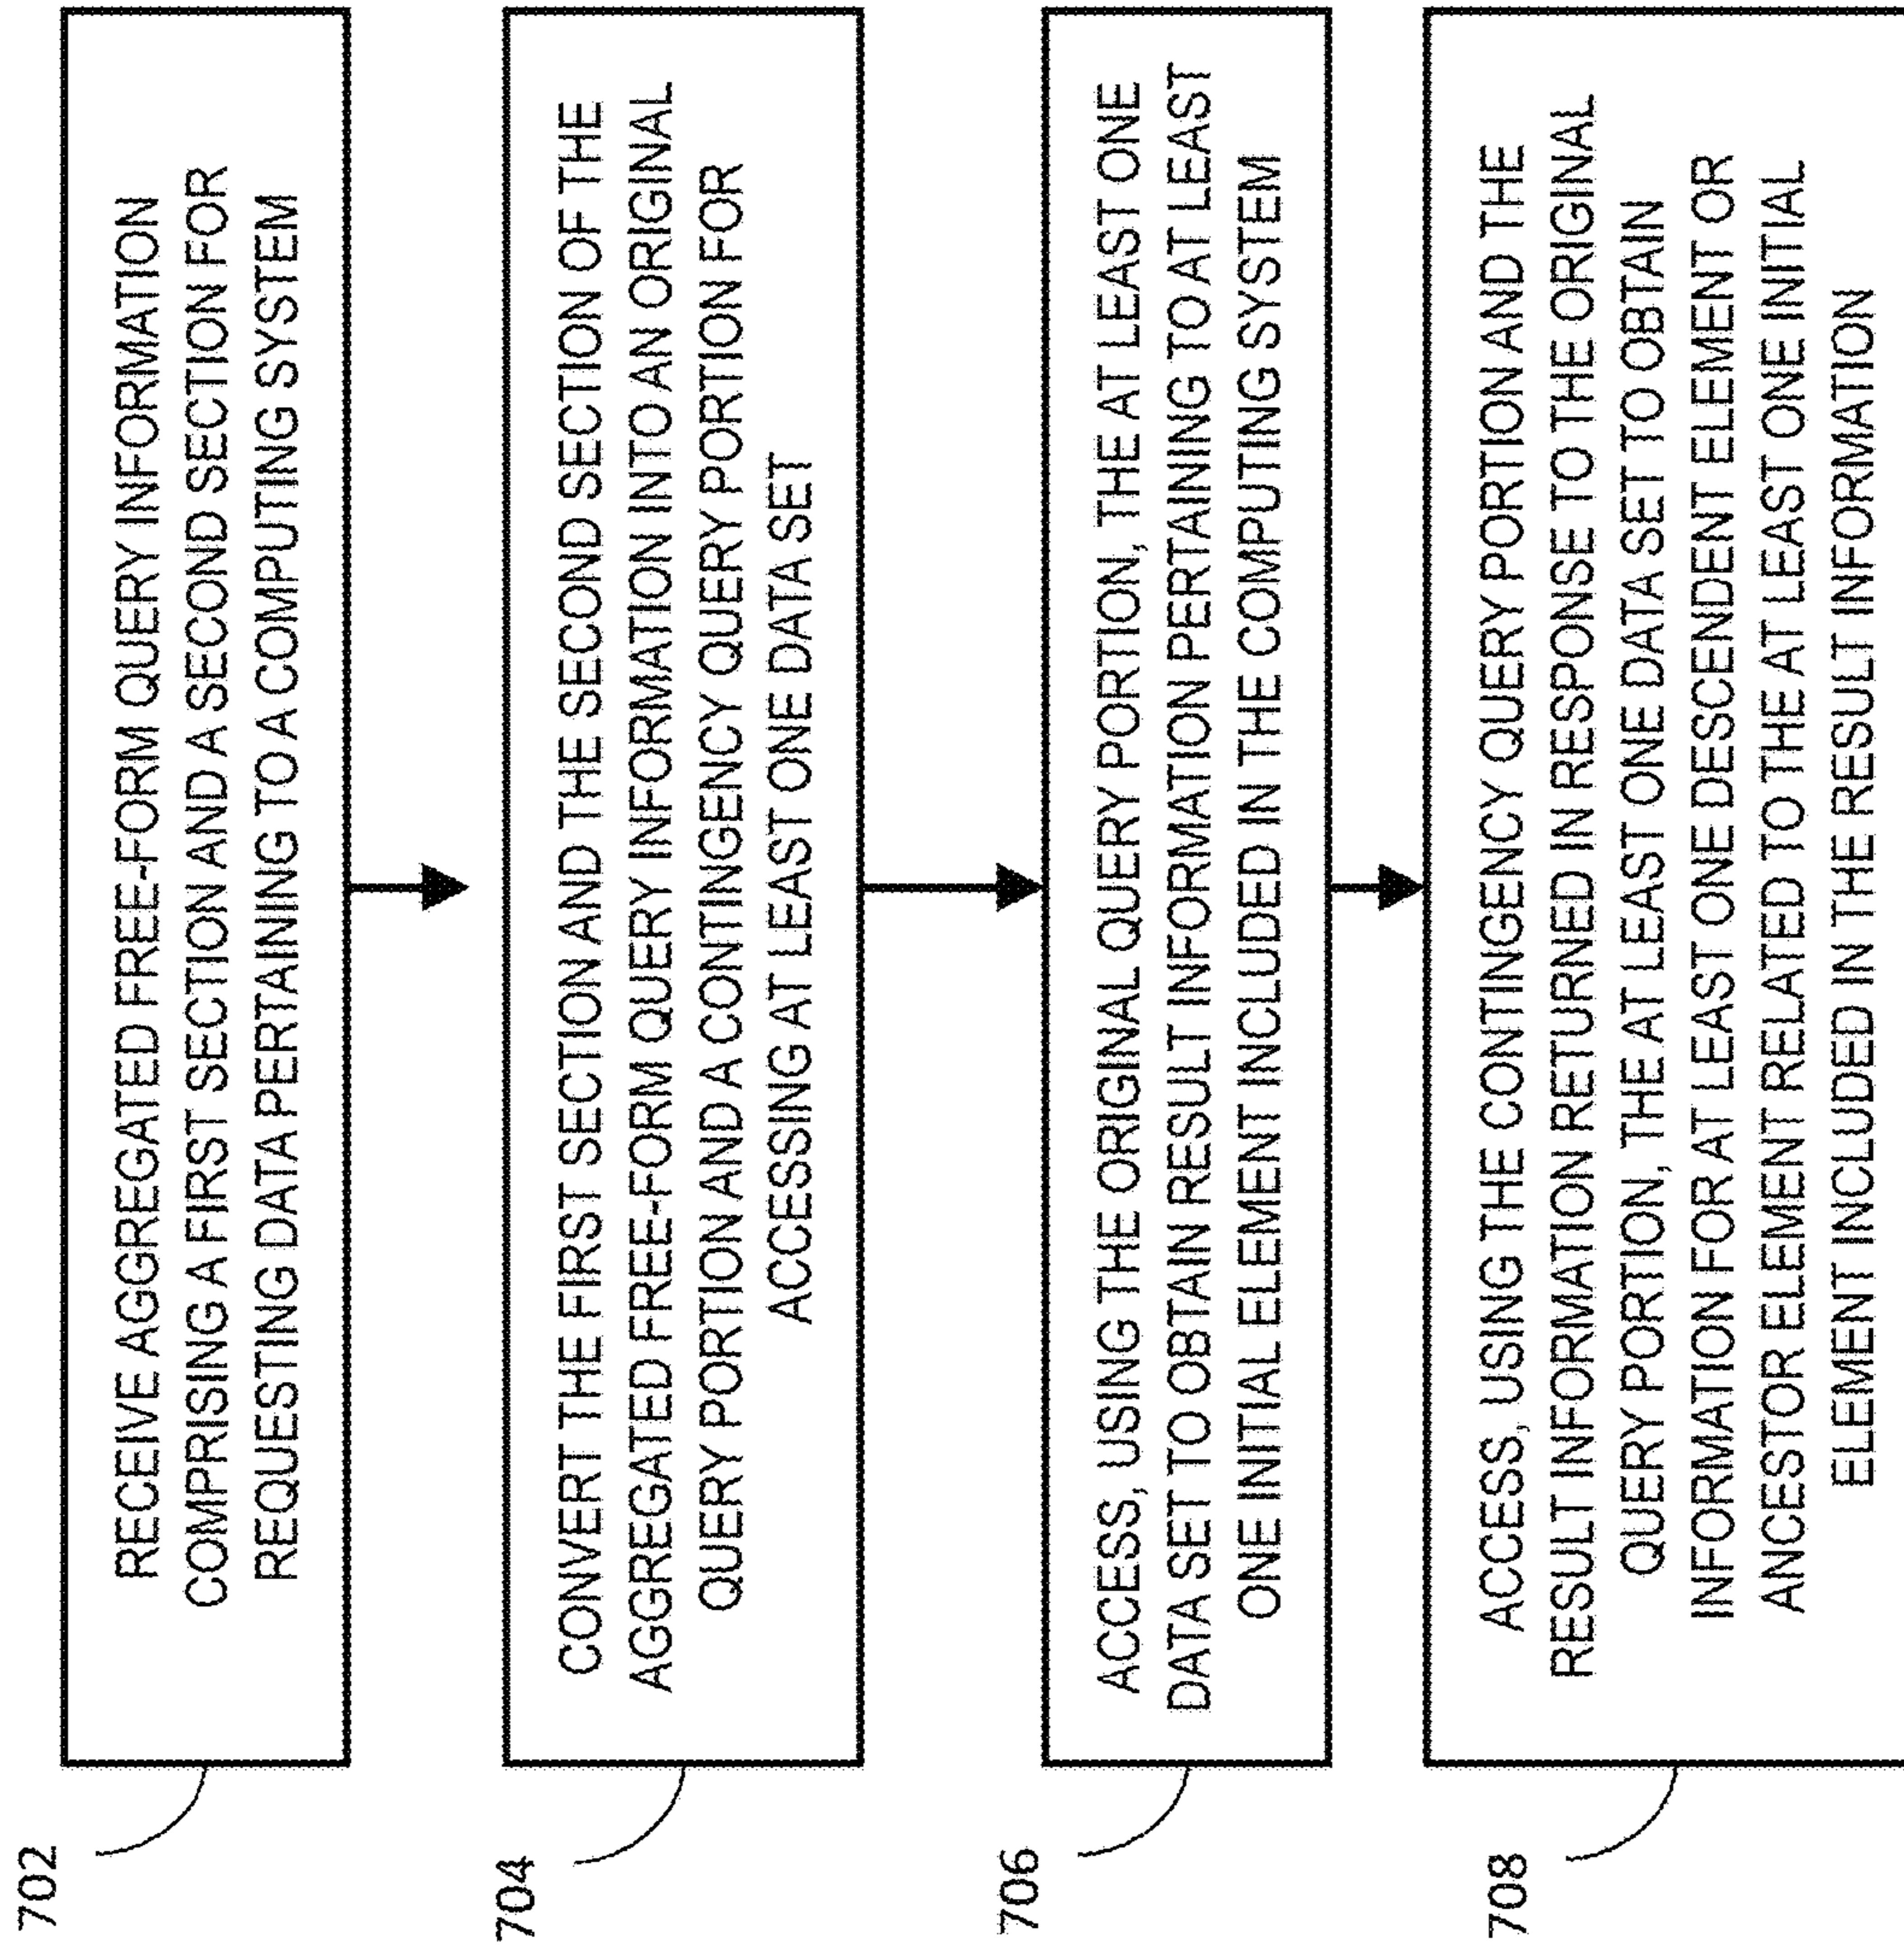 702
RECEIVE AGGREGATED FREE-FORM QUERY INFORMATION
COMPRISING A FIRST SECTION AND A SECOND SECTION FOR
REQUESTING DATA PERTAINING TO A COMPUTING SYSTEM
704
CONVERT THE FIRST SECTION AND THE SECOND SECTION OF THE
AGGREGATED FREE-FORM QUERY INFORMATION INTO AN ORIGINAL
QUERY PORTION AND A CONTINGENCY QUERY PORTION FOR
ACCESSING AT LEAST ONE DATA SET
706
ACCESS, USING THE ORIGINAL QUERY PORTION, THE AT LEAST ONE
DATA SET TO OBTAIN RESULT INFORMATION PERTAINING TO AT LEAST
ONE INITIAL ELEMENT INCLUDED IN THE COMPUTING SYSTEM
708
ACCESS, USING THE CONTINGENCY QUERY PORTION AND THE
RESULT INFORMATION RETURNED IN RESPONSE TO THE ORIGINAL
QUERY PORTION, THE AT LEAST ONE DATA SET TO OBTAIN
INFORMATION FOR AT LEAST ONE DESCENDENT ELEMENT OR
ANCESTOR ELEMENT RELATED TO THE AT LEAST ONE INITIAL
ELEMENT INCLUDED IN THE RESULT INFORMATION